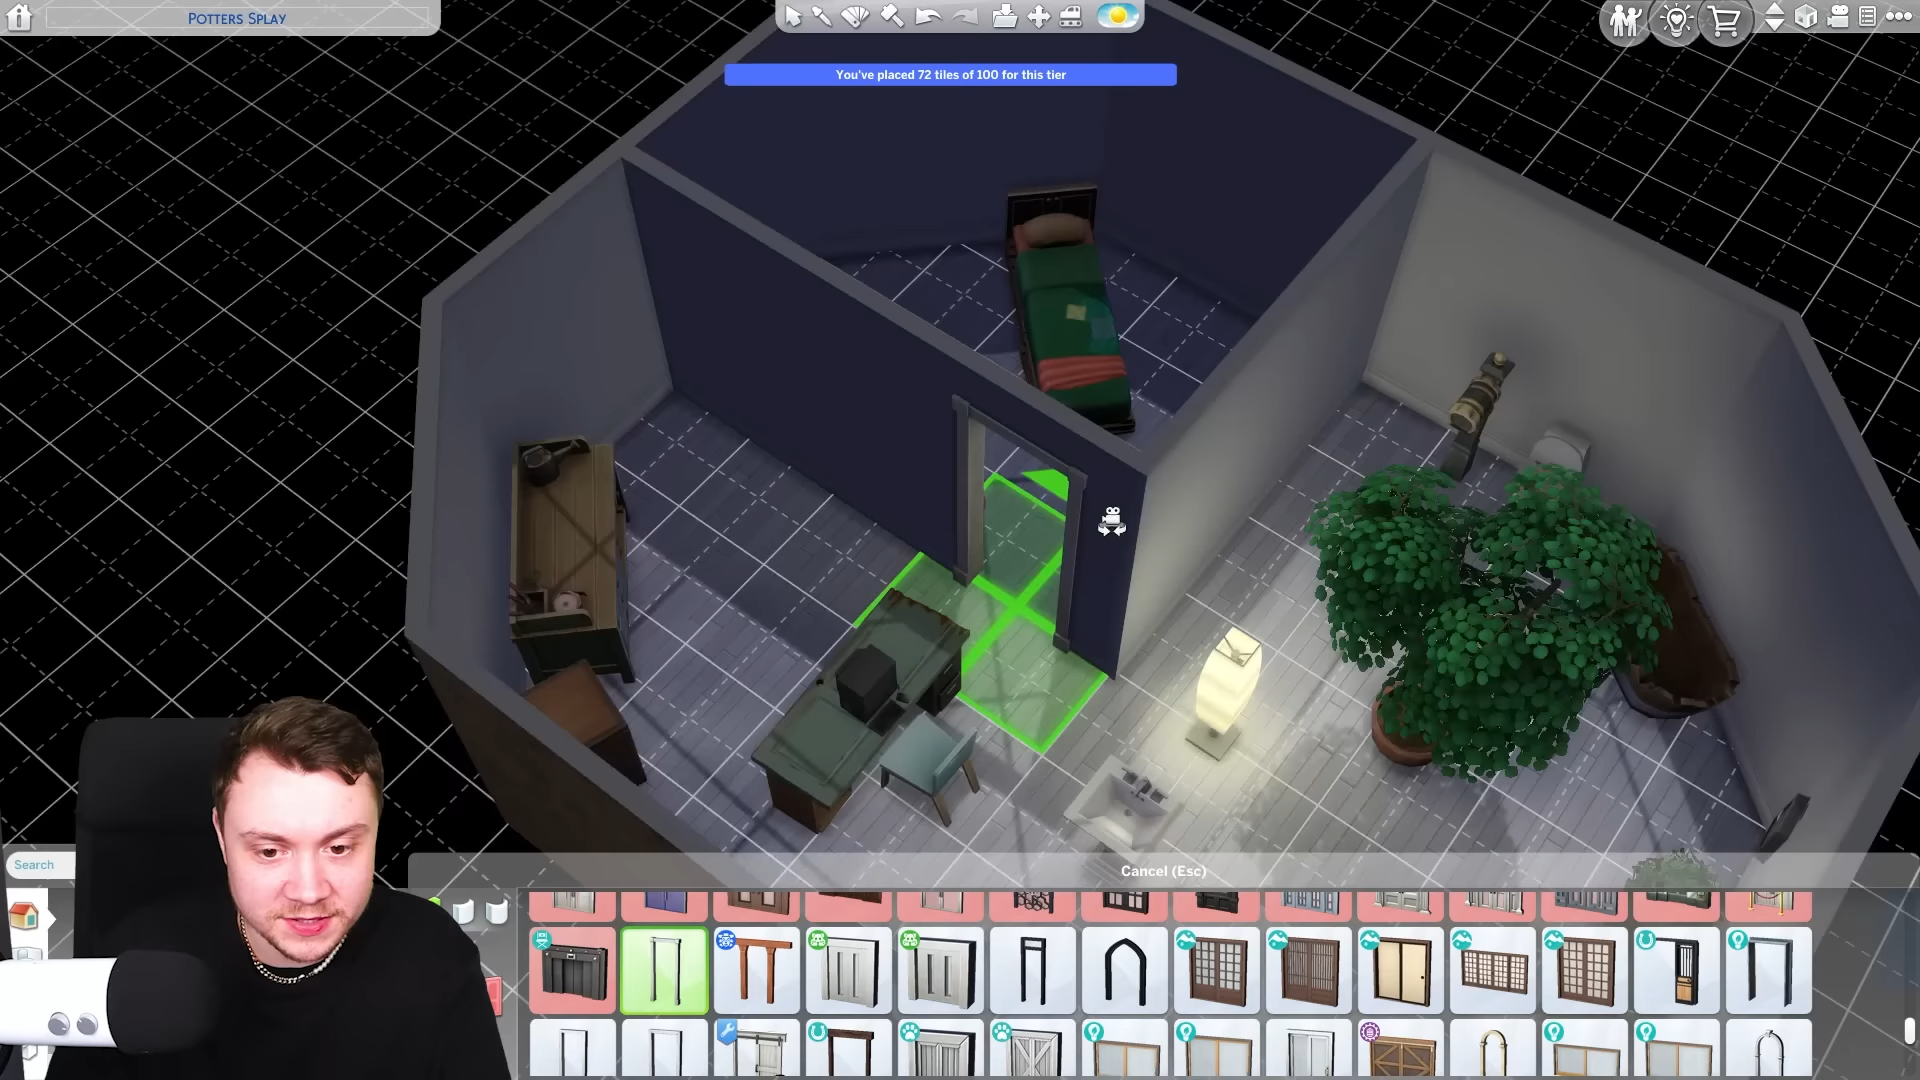 POTTERS SPLAY
You've placed 72 tiles of 100 for this tier
Search
Cancel (Esc)